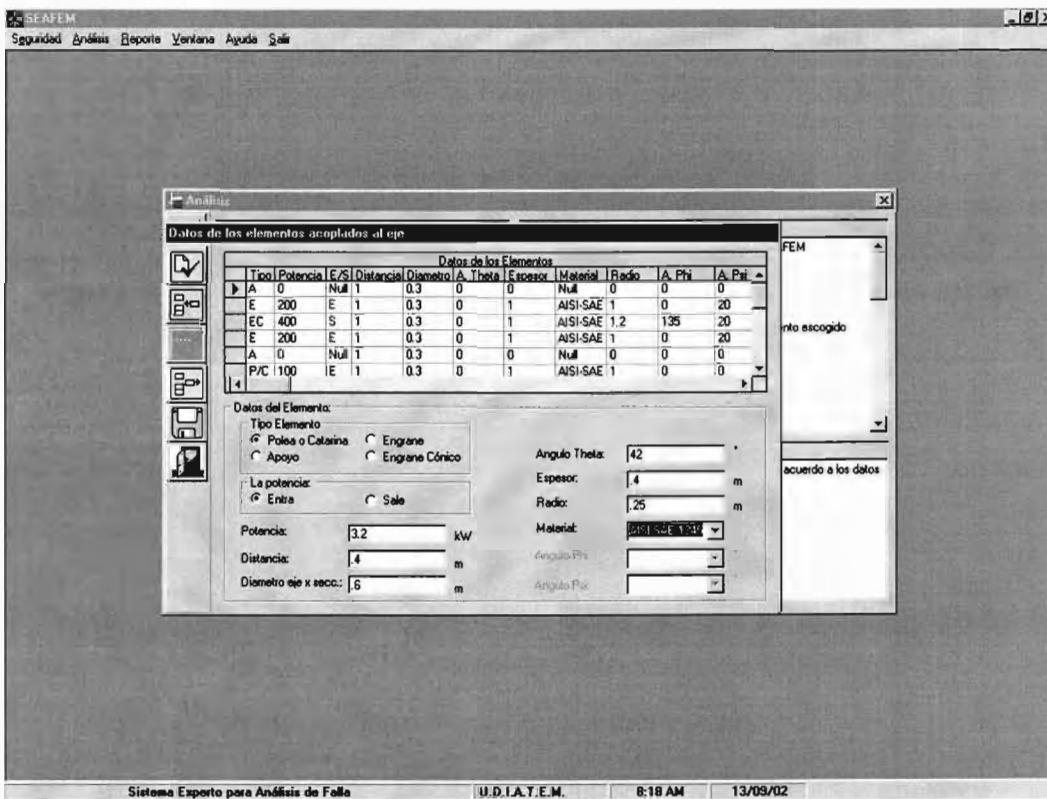 SEAFEM
Seguridad Análisis Reporte Ventana Ayuda Salir
Análisis
Datos de los elementos acoplados al eje
FEM
Datos de los Elementos
Tipo Potencia E/S Distancia Diametro A. Theta Espesor Material Radio A. Phi A. Psi
A 0 Null 1 0.3 0 0 Null 0 0 0
E 200 E 1 0.3 0 1 AISI-SAE 1 0 20
EC 400 S 1 0.3 0 1 AISI-SAE 1.2 135 20
E 200 E 1 0.3 0 1 AISI-SAE 1 0 20
A 0 Null 1 0.3 0 0 Null 0 0 0
P/C 100 E 1 0.3 0 1 AISI-SAE 1 0 0
nto escogido
Datos del Elemento:
Tipo Elemento
Polea o Catarina Engrane
Apoyo Engrane Cónico
La potencia:
Entra Sale
Potencia: 3.2 kW
Distancia: .4 m
Diametro eje x secc.: .6 m
Angulo Theta: 42 °
Espesor: .4 m
Radio: .25 m
Material:
Angulo Phi
Angulo Psi:
acuerdo a los datos
Sistema Experto para Análisis de Falla U.D.I.A.T.E.M. 8:18 AM 13/09/02